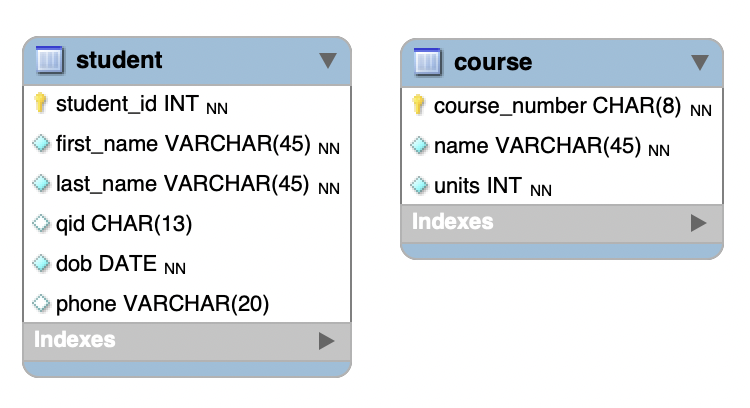 student
student_id INT NN
first_name VARCHAR(45) NN
last_name VARCHAR(45) NN
qid CHAR(13)
dob DATE NN
phone VARCHAR(20)
Indexes
course
course_number CHAR(8) NN
name VARCHAR(45) NN
units INT NN
Indexes